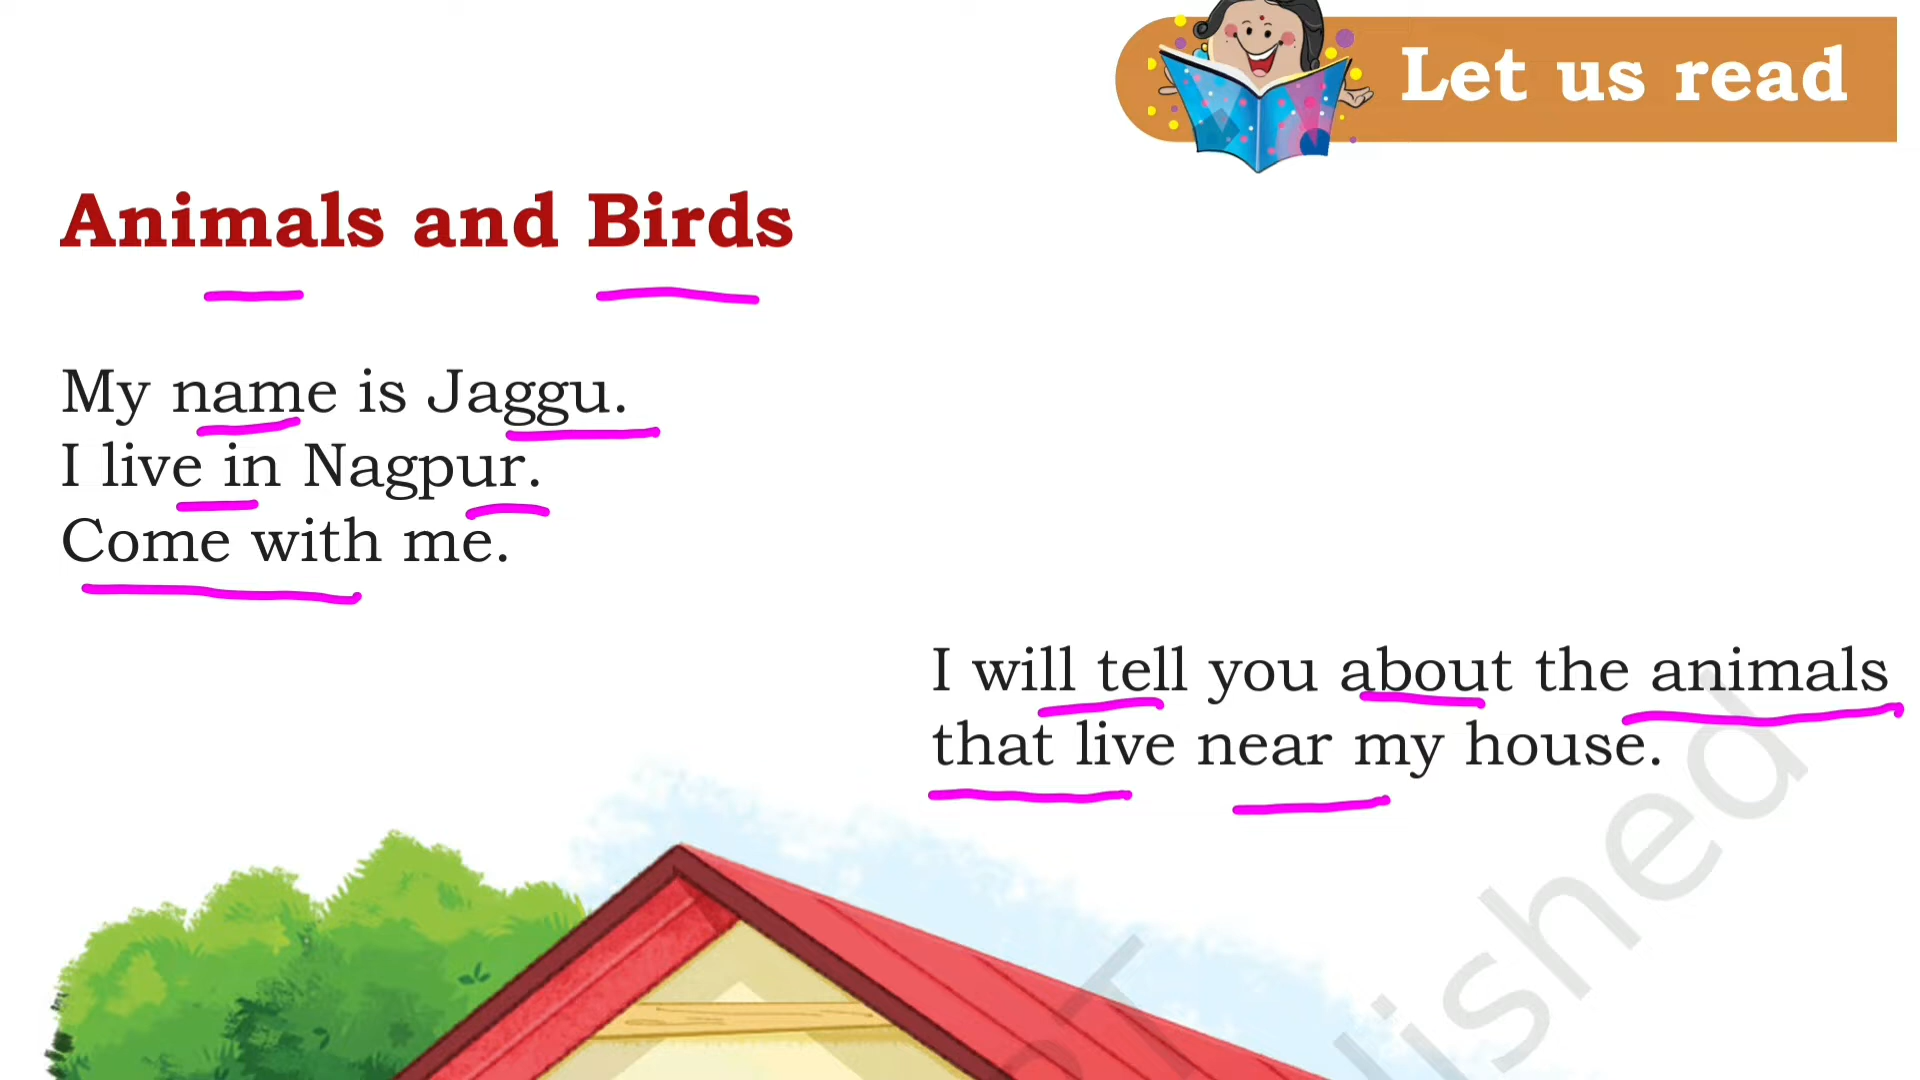 Let us read
Animals and Birds
My name is Jaggu.
I live in Nagpur.
Come with me.
I will tell you about the animals
that live near my house.